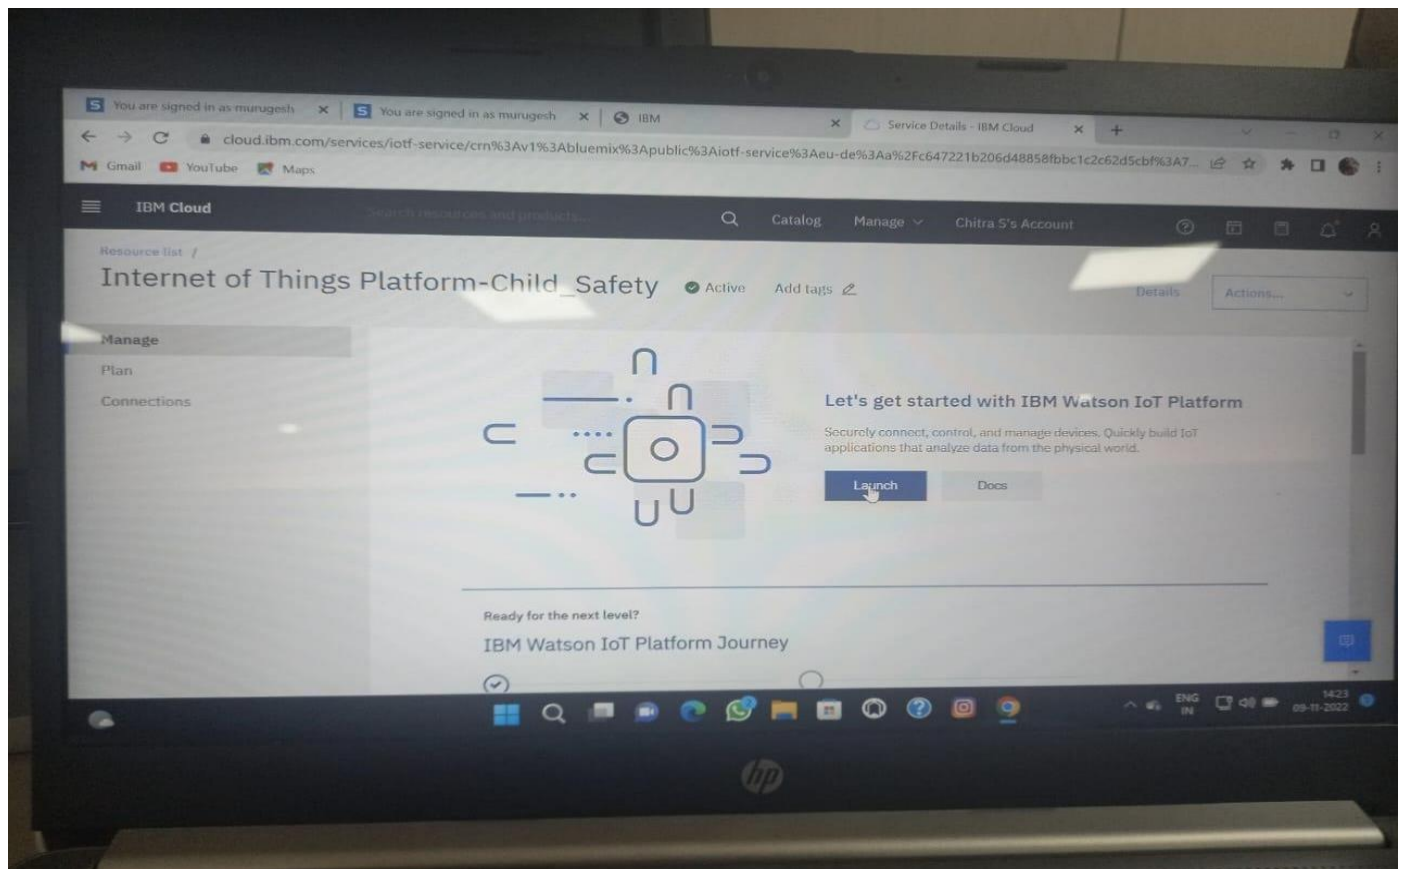 S You are signed in as murugesh × S You are signed in as murugesh × IBM × Service Details - IBM Cloud × +
cloud.ibm.com/services/iotf-service/crn%3Av1%3Abluemix%3Apublic%3Aiotf-service%3Aeu-de%3Aa%2Fc647221b206d48858fbbc1c2c62d5cbf%3A7...
Gmail YouTube Maps
IBM Cloud Search resources and products... Catalog Manage Chitra S's Account
Resource list /
Internet of Things Platform-Child_Safety Active Add tags Details Actions...
Manage
Plan
Connections
Let's get started with IBM Watson IoT Platform
Securely connect, control, and manage devices. Quickly build IoT
applications that analyze data from the physical world.
Launch Docs
Ready for the next level?
IBM Watson IoT Platform Journey
ENG
IN
14:23
09-11-2022
hp